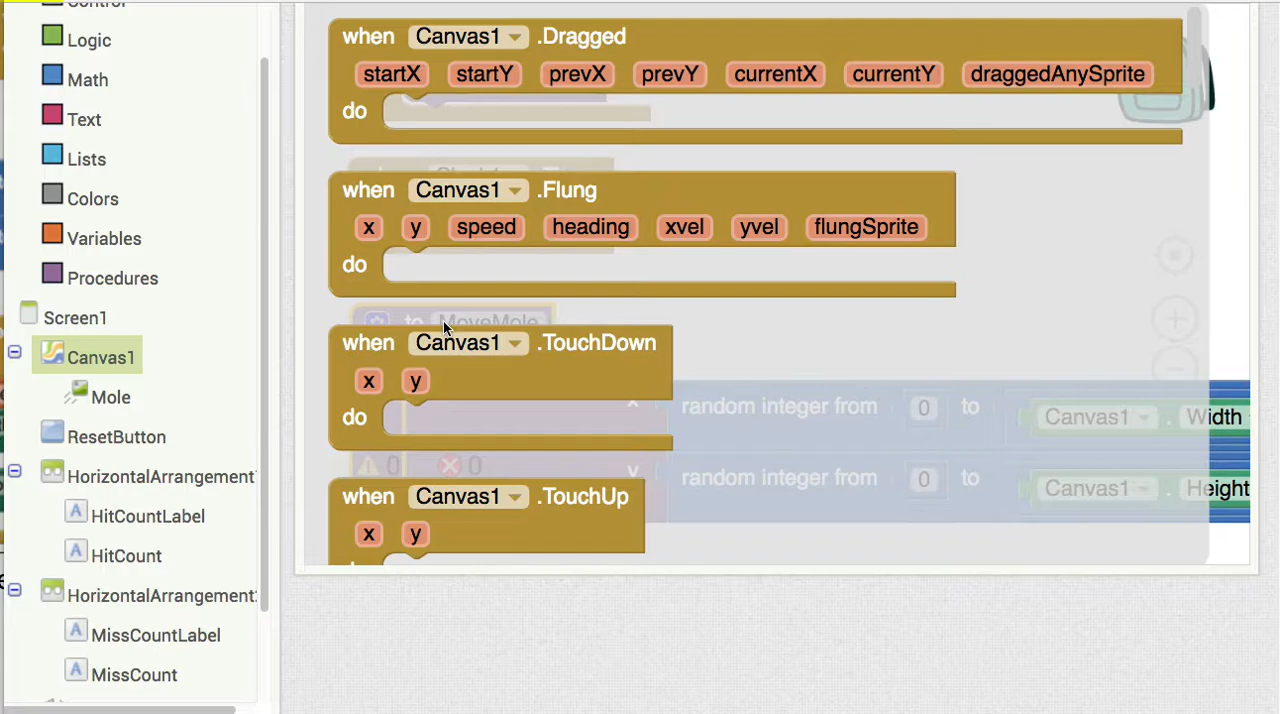 Control
Logic
Math
Text
Lists
Colors
Variables
Procedures
Screen1
Canvas1
Mole
ResetButton
HorizontalArrangement
HitCountLabel
HitCount
HorizontalArrangement
MissCountLabel
MissCount
when Canvas1 .Dragged
startX startY prevX prevY currentX currentY draggedAnySprite
do
when Canvas1 .Flung
x y speed heading xvel yvel flungSprite
do
to MoveMole
when Canvas1 .TouchDown
x y
do
random integer from 0 to Canvas1 . Width
0 0
random integer from 0 to Canvas1 . Height
when Canvas1 .TouchUp
x y